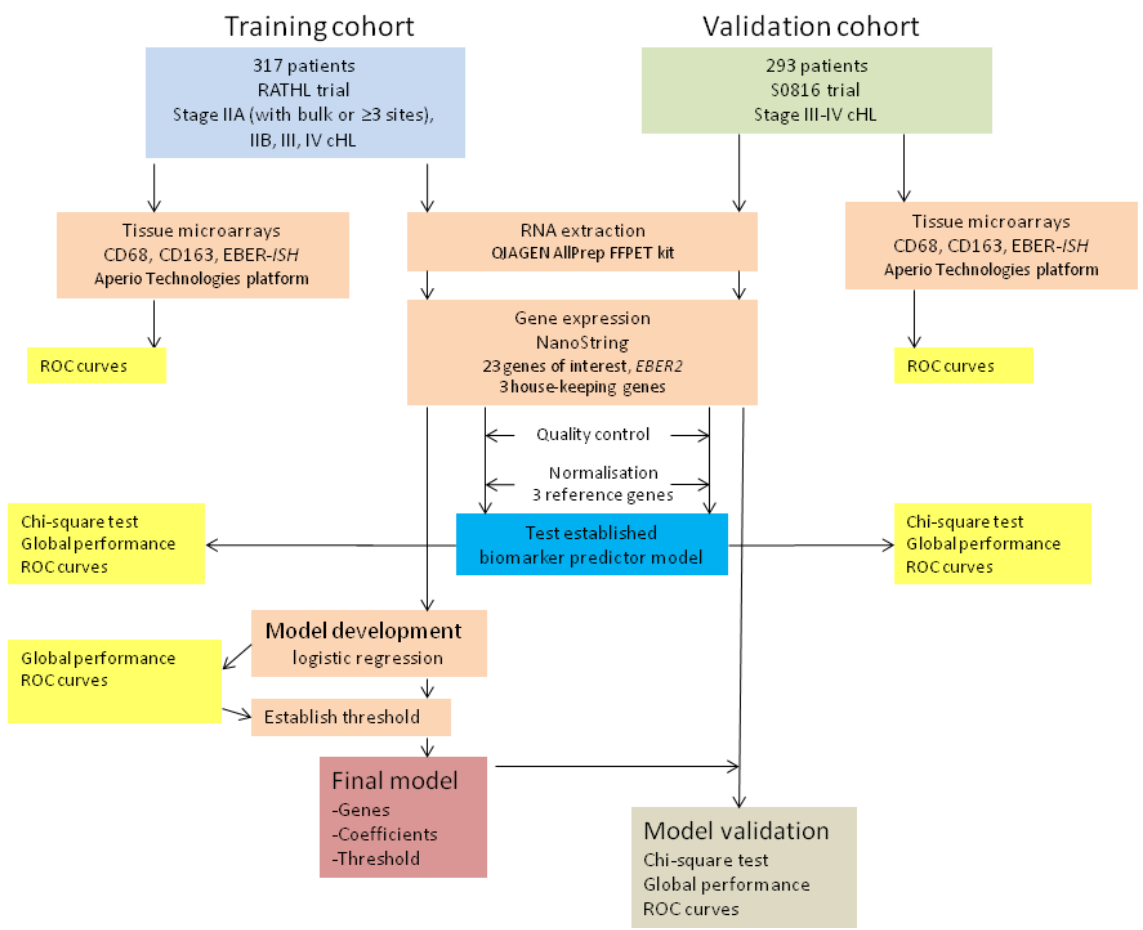 Training cohort
Validation cohort
317 patients
RATHL trial
Stage IIA (with bulk or ≥3 sites),
IIB, III, IV cHL
293 patients
S0816 trial
Stage III-IV cHL
Tissue microarrays
CD68, CD163, EBER-ISH
Aperio Technologies platform
RNA extraction
QIAGEN AllPrep FFPET kit
Tissue microarrays
CD68, CD163, EBER-ISH
Aperio Technologies platform
Gene expression
NanoString
23 genes of interest, EBER2
3 house-keeping genes
ROC curves
ROC curves
Quality control
Normalisation
3 reference genes
Chi-square test
Global performance
ROC curves
Test established
biomarker predictor model
Chi-square test
Global performance
ROC curves
Model development
logistic regression
Global performance
ROC curves
Establish threshold
Final model
-Genes
-Coefficients
-Threshold
Model validation
Chi-square test
Global performance
ROC curves